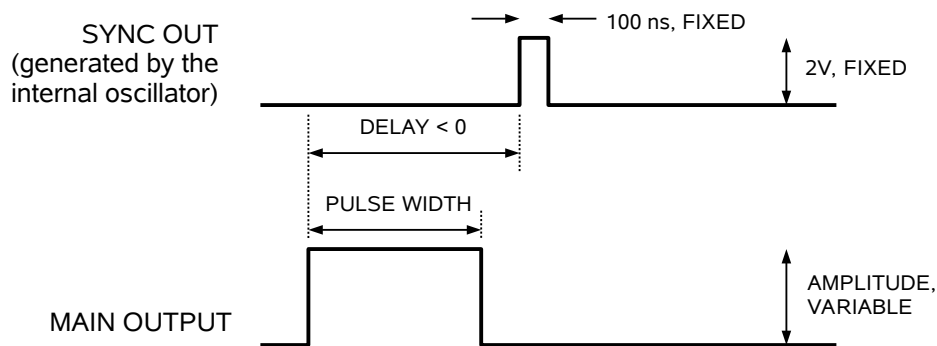 100 ns, FIXED
SYNC OUT
(generated by the
internal oscillator)
2V, FIXED
DELAY < 0
PULSE WIDTH
AMPLITUDE,
VARIABLE
MAIN OUTPUT